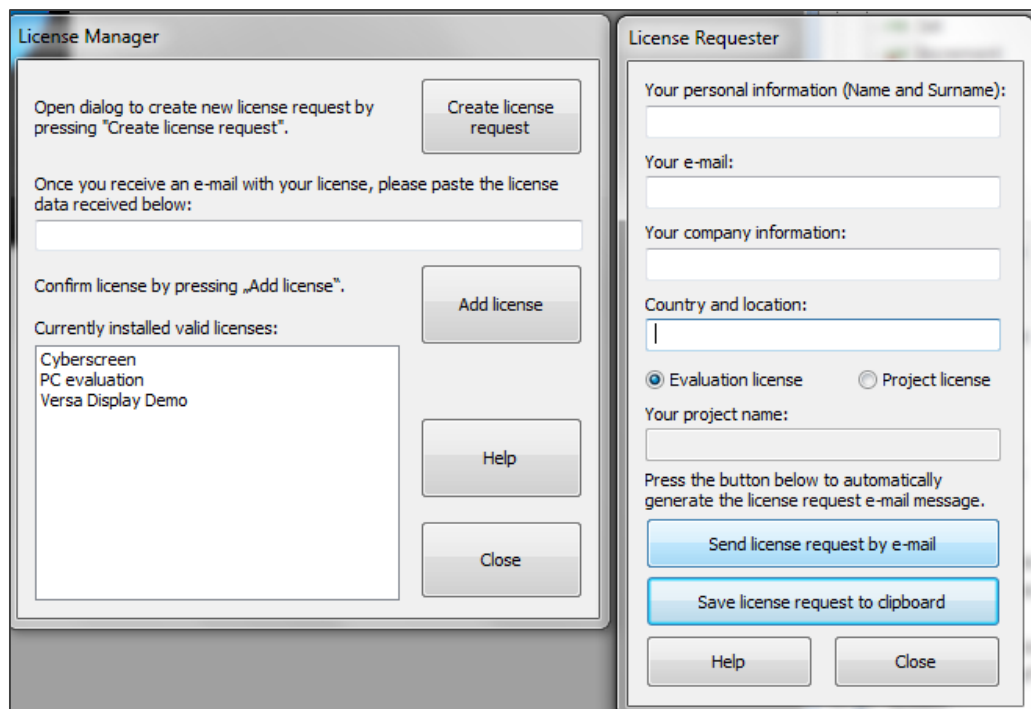 License Manager
Open dialog to create new license request by
pressing "Create license request".
Create license
request
Once you receive an e-mail with your license, please paste the license
data received below:
Confirm license by pressing „Add license“.
Add license
Currently installed valid licenses:
Cyberscreen
PC evaluation
Versa Display Demo
Help
Close
License Requester
Your personal information (Name and Surname):
Your e-mail:
Your company information:
Country and location:
Evaluation license
Project license
Your project name:
Press the button below to automatically
generate the license request e-mail message.
Send license request by e-mail
Save license request to clipboard
Help
Close